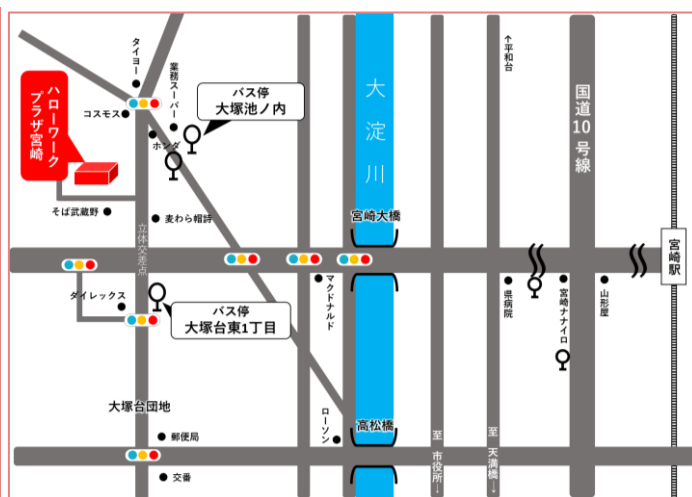 タイヨー
業務スーパー
バス停
大塚池ノ内
ハローワーク
プラザ宮崎
コスモス
ホンダ
大淀川
↑平和台
国道10号線
そば武蔵野
麦わら帽詩
宮崎大橋
立体交差点
宮崎駅
ダイレックス
バス停
大塚台東1丁目
マクドナルド
県病院
宮崎ナナイロ
山形屋
大塚台団地
郵便局
ローソン
高松橋
至 市役所→
至 天満橋→
交番